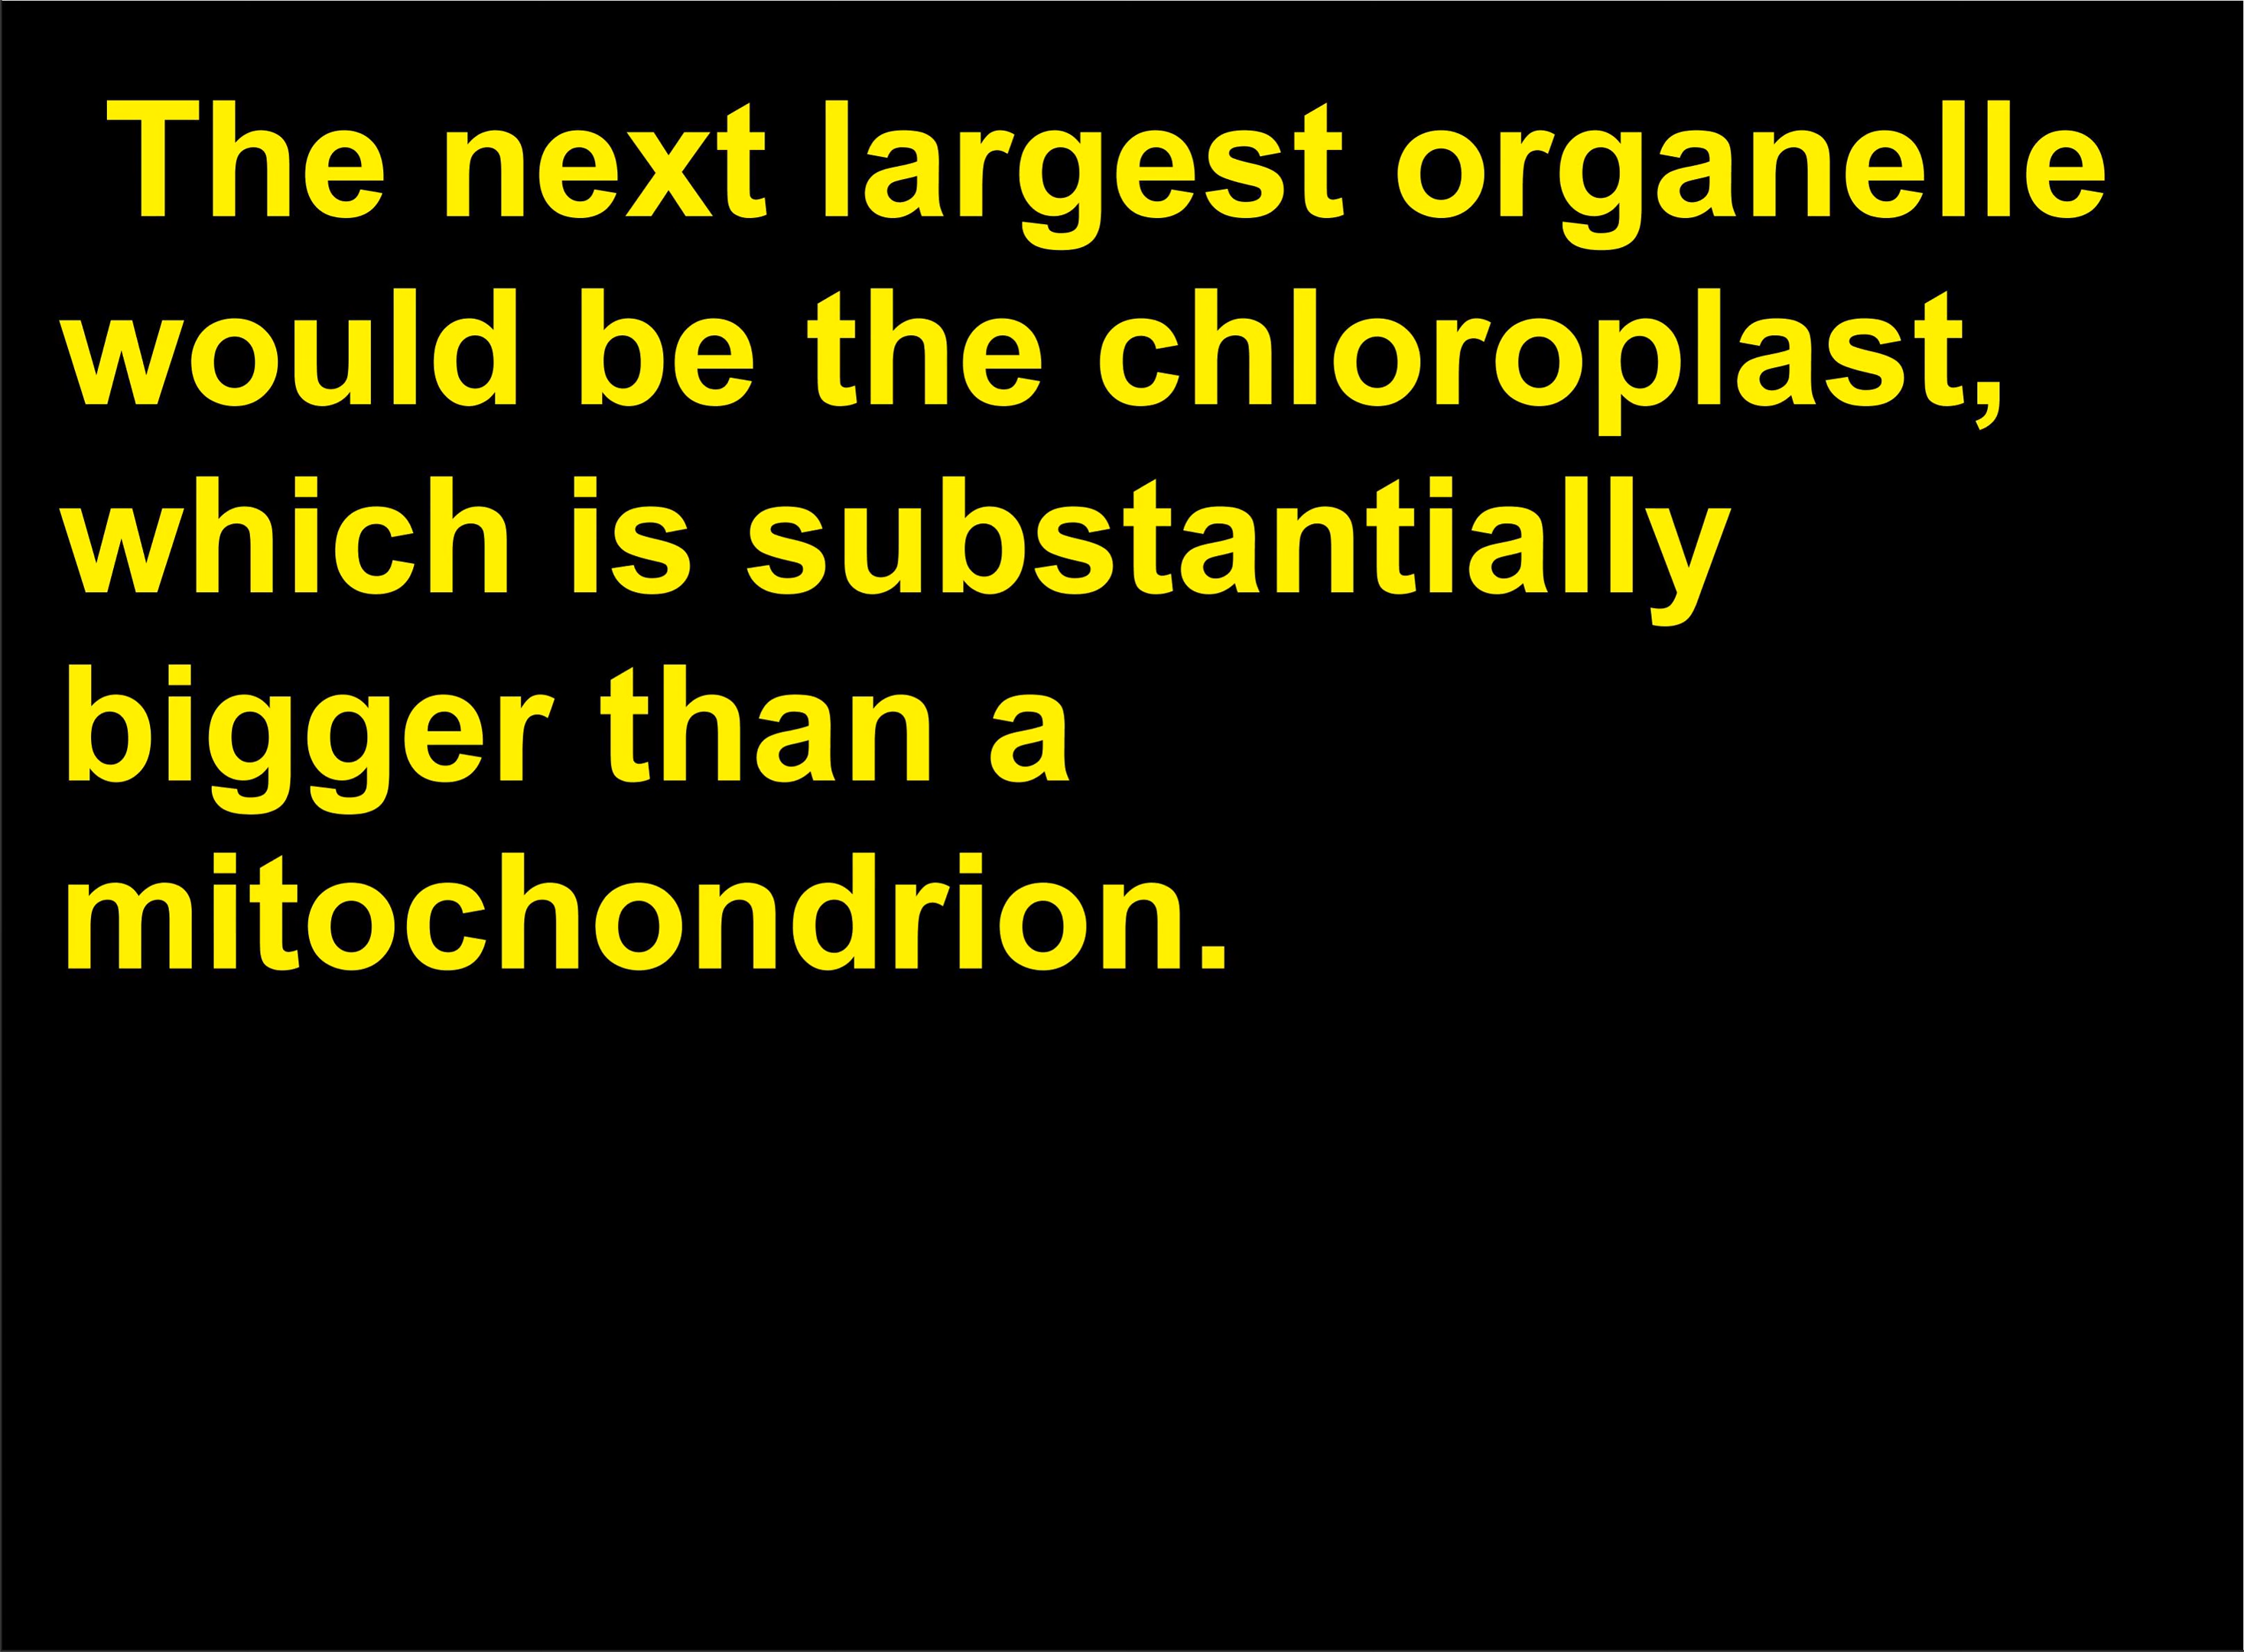 The next largest organelle
would be the chloroplast,
which is substantially
bigger than a
mitochondrion.